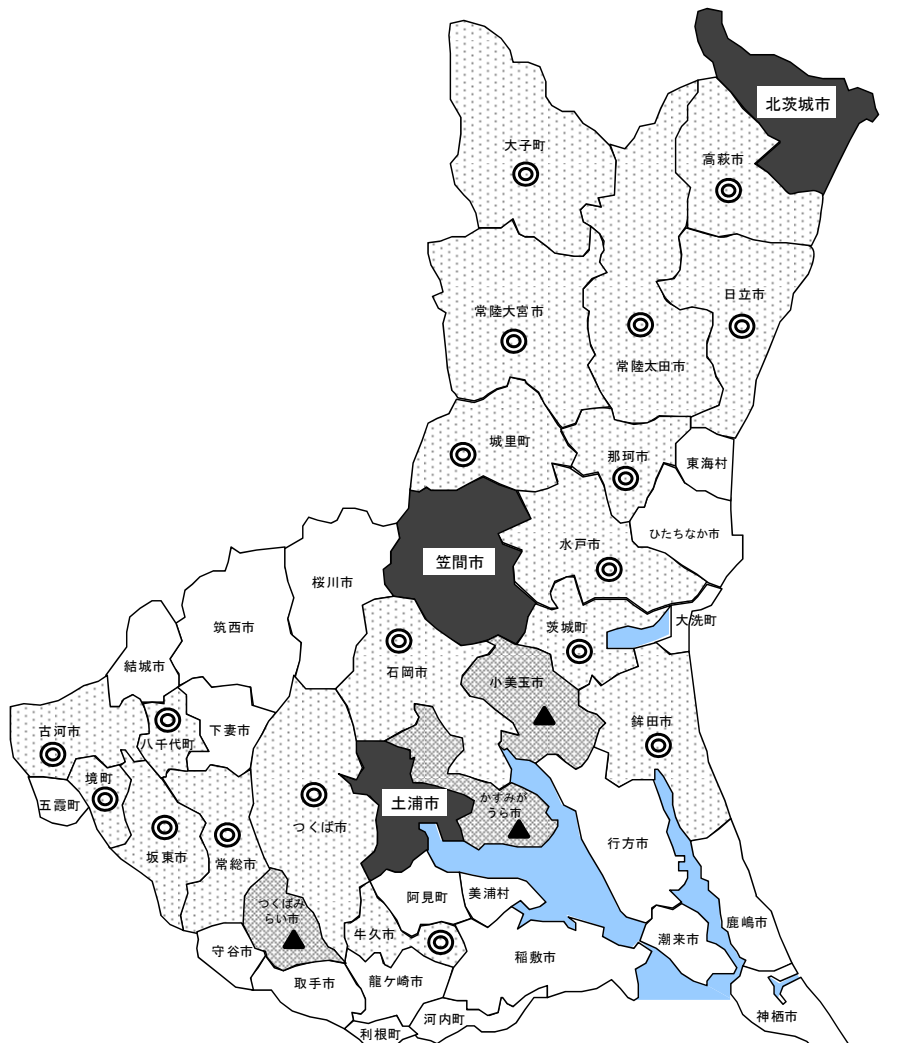 北茨城市
大子町
高萩市
日立市
常陸大宮市
常陸太田市
城里町
那珂市
東海村
ひたちなか市
水戸市
笠間市
桜川市
大洗町
茨城町
筑西市
結城市
石岡市
小美玉市
鉾田市
古河市
八千代町
下妻市
境町
五霞町
土浦市
かすみが
うら市
つくば市
行方市
坂東市
常総市
阿見町
美浦村
つくばみ
らい市
牛久市
鹿嶋市
潮来市
守谷市
稲敷市
取手市
龍ケ崎市
神栖市
河内町
利根町